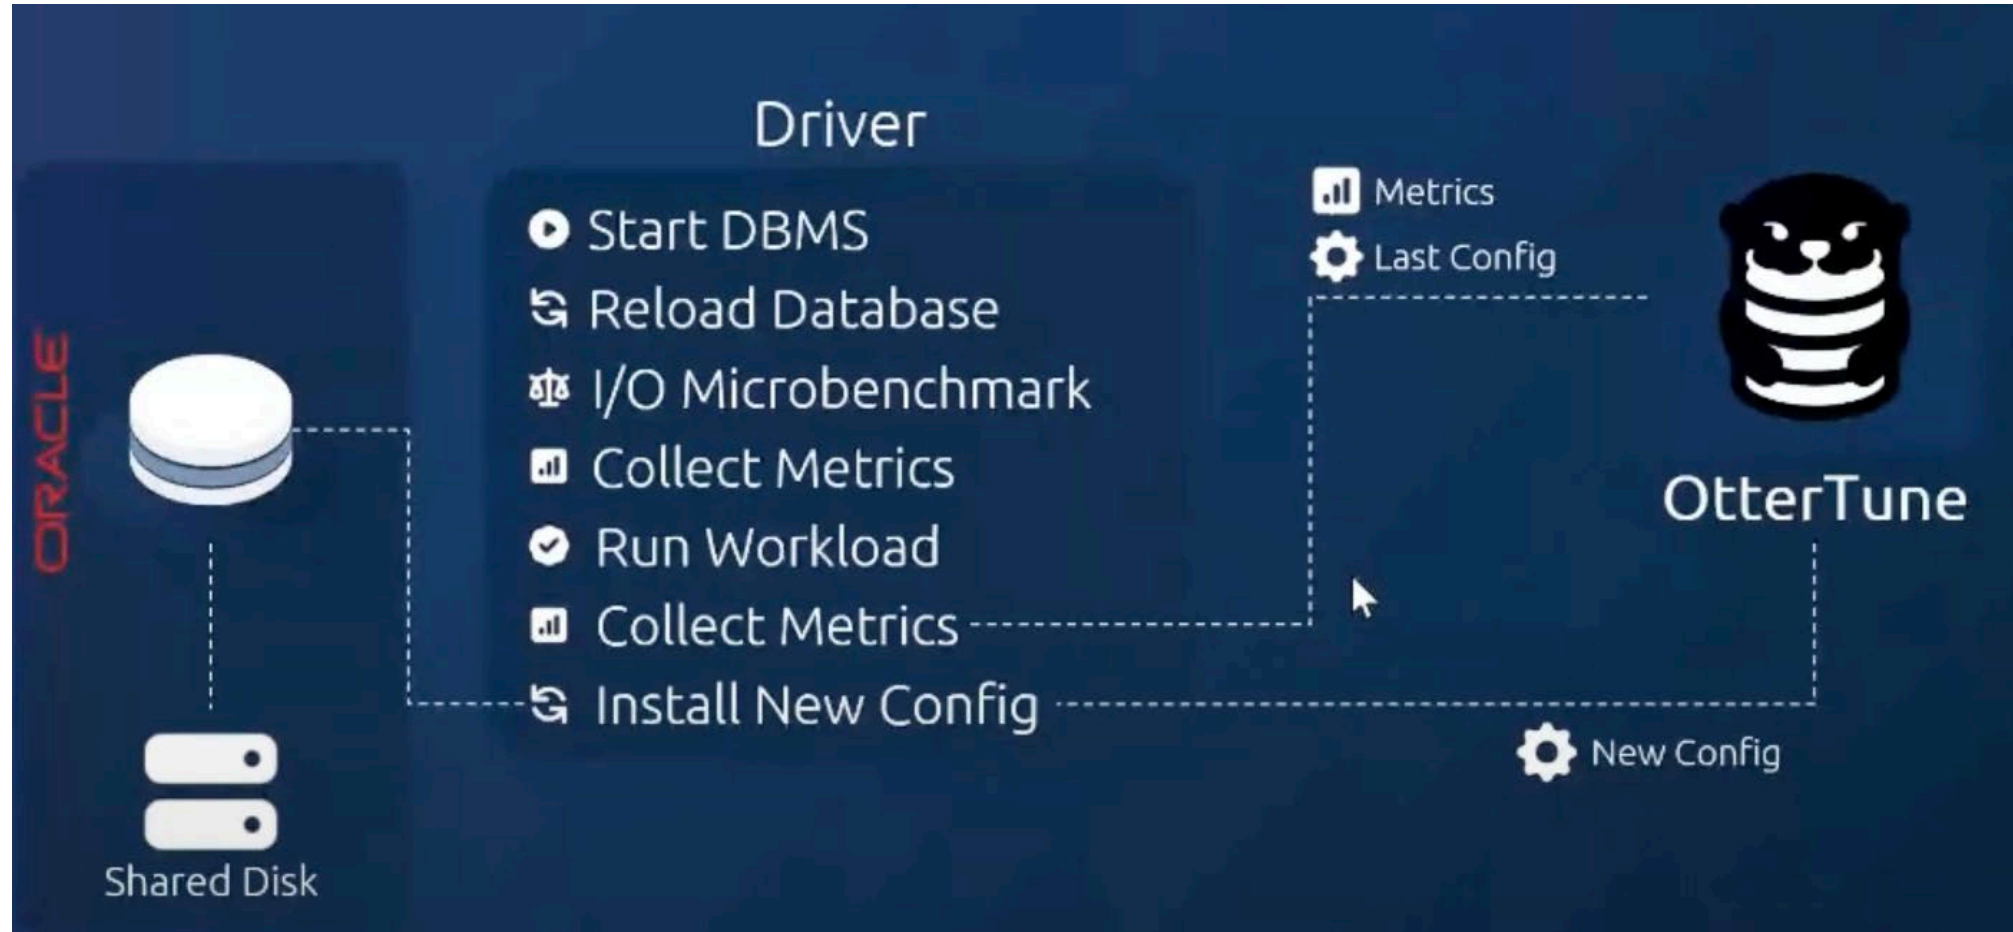 ORACLE
Shared Disk
Driver
Start DBMS
Reload Database
I/O Microbenchmark
Collect Metrics
Run Workload
Collect Metrics
Install New Config
Metrics
Last Config
OtterTune
New Config